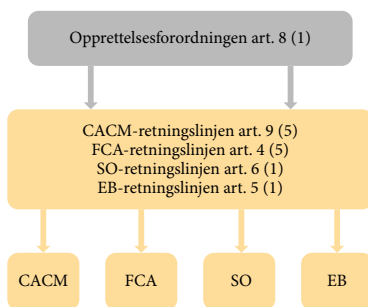 Opprettelsesforordningen art. 8 (1)
CACM-retningslinjen art. 9 (5)
FCA-retningslinjen art. 4 (5)
SO-retningslinjen art. 6 (1)
EB-retningslinjen art. 5 (1)
CACM FCA SO EB